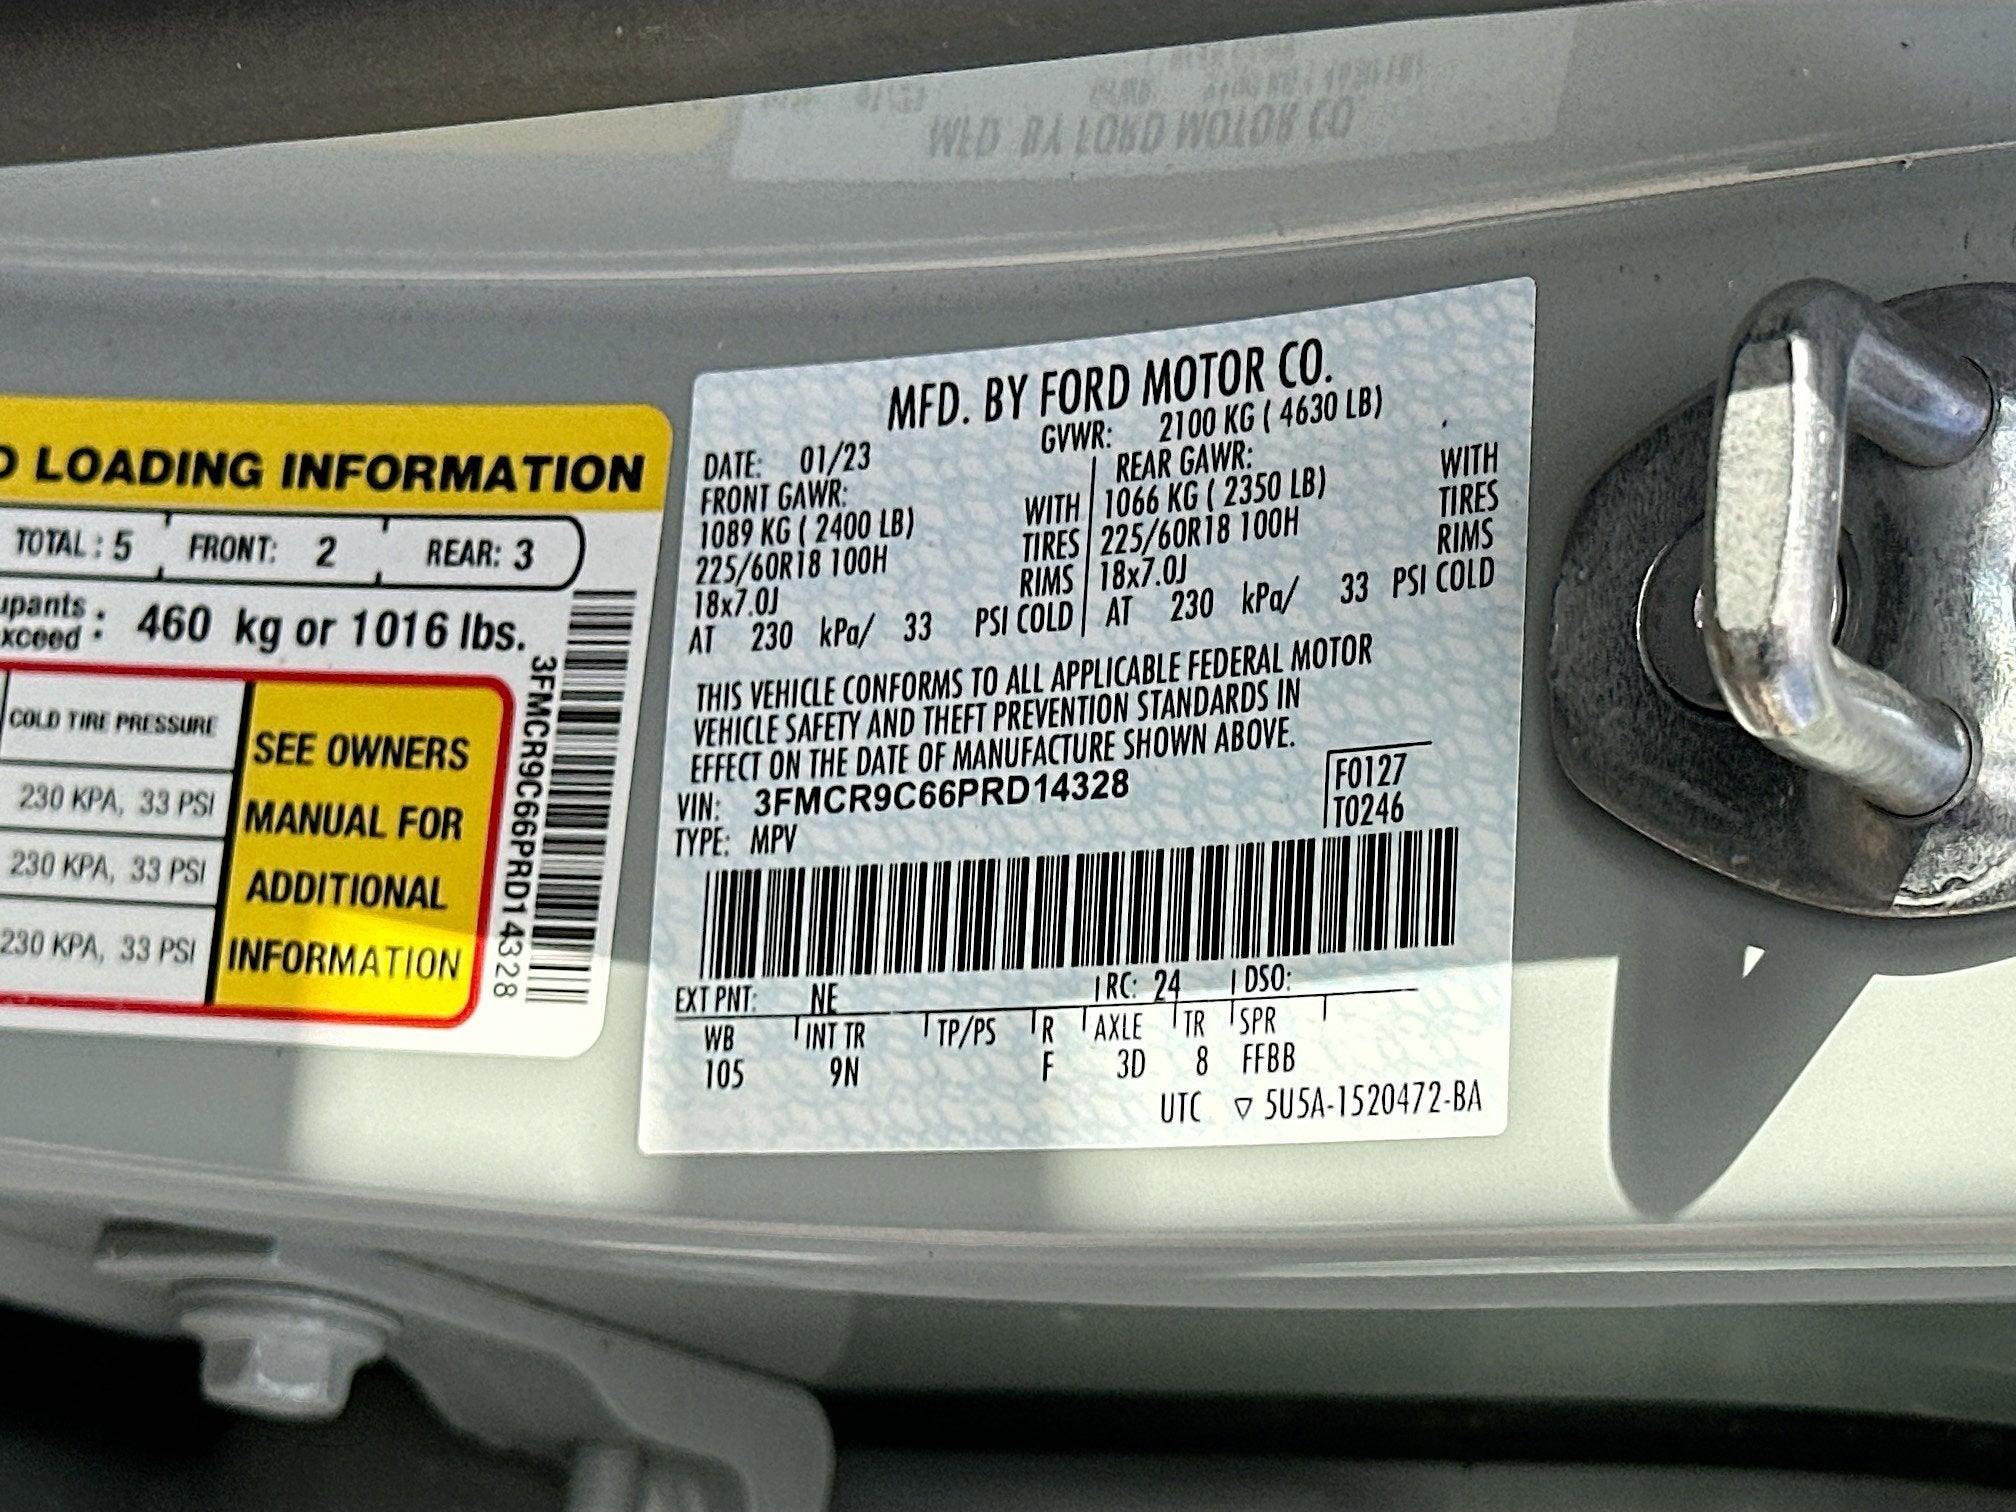 MFD. BY FORD MOTOR CO.
D LOADING INFORMATION
TOTAL : 5 FRONT: 2 REAR: 3
upants
xceed : 460 kg or 1016 lbs.
COLD TIRE PRESSURE
230 KPA, 33 PSI
230 KPA, 33 PSI
230 KPA, 33 PSI
SEE OWNERS
MANUAL FOR
ADDITIONAL
INFORMATION
3FMCR9C66PRD14328
MFD. BY FORD MOTOR CO.
DATE: 01/23 GVWR: 2100 KG ( 4630 LB)
FRONT GAWR: REAR GAWR:
1089 KG ( 2400 LB) WITH 1066 KG ( 2350 LB) WITH
225/60R18 100H TIRES 225/60R18 100H TIRES
18x7.0J RIMS 18x7.0J RIMS
AT 230 kPa/ 33 PSI COLD AT 230 kPa/ 33 PSI COLD
THIS VEHICLE CONFORMS TO ALL APPLICABLE FEDERAL MOTOR
VEHICLE SAFETY AND THEFT PREVENTION STANDARDS IN
EFFECT ON THE DATE OF MANUFACTURE SHOWN ABOVE.
VIN: 3FMCR9C66PRD14328 F0127
TYPE: MPV T0246
EXT PNT: NE RC: 24 DSO:
WB INT TR TP/PS R AXLE TR SPR
105 9N F 3D 8 FFBB
UTC ▽ 5U5A-1520472-BA